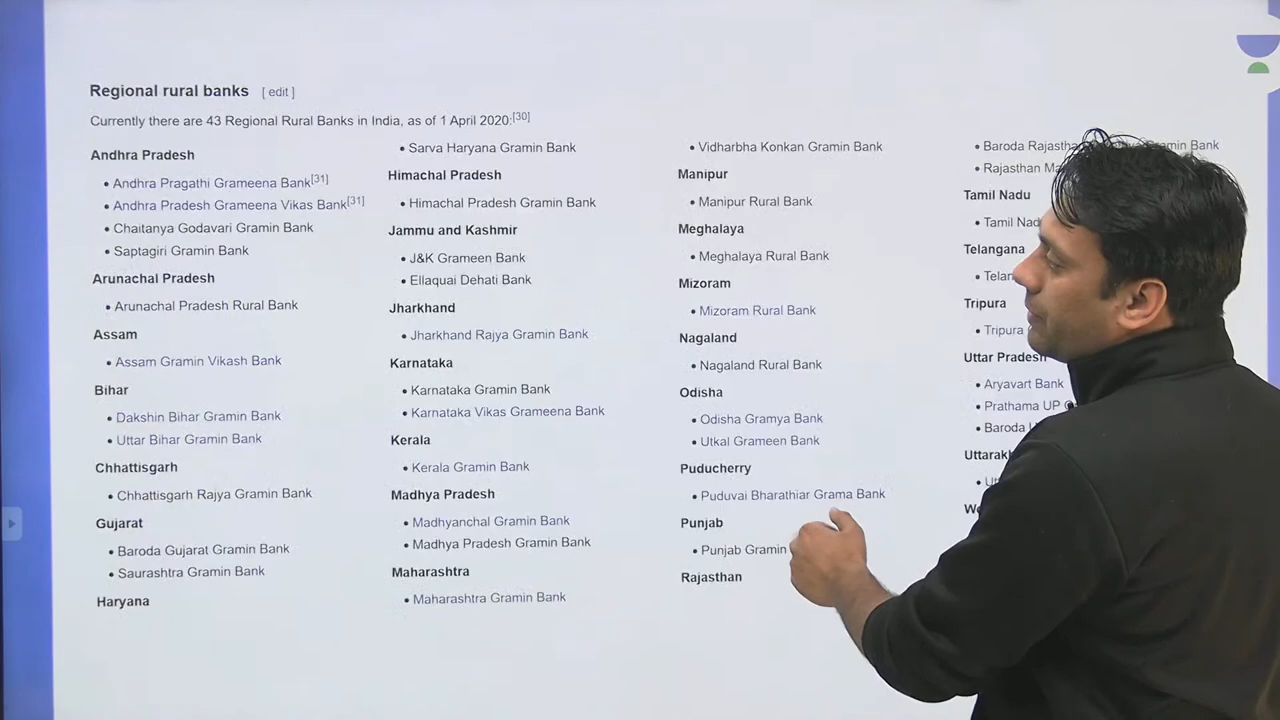 Regional rural banks [ edit ]
Currently there are 43 Regional Rural Banks in India, as of 1 April 2020:[30]
Andhra Pradesh
• Andhra Pragathi Grameena Bank[31]
• Andhra Pradesh Grameena Vikas Bank[31]
• Chaitanya Godavari Gramin Bank
• Saptagiri Gramin Bank
Arunachal Pradesh
• Arunachal Pradesh Rural Bank
Assam
• Assam Gramin Vikash Bank
Bihar
• Dakshin Bihar Gramin Bank
• Uttar Bihar Gramin Bank
Chhattisgarh
• Chhattisgarh Rajya Gramin Bank
Gujarat
• Baroda Gujarat Gramin Bank
• Saurashtra Gramin Bank
Haryana
• Sarva Haryana Gramin Bank
Himachal Pradesh
• Himachal Pradesh Gramin Bank
Jammu and Kashmir
• J&K Grameen Bank
• Ellaquai Dehati Bank
Jharkhand
• Jharkhand Rajya Gramin Bank
Karnataka
• Karnataka Gramin Bank
• Karnataka Vikas Grameena Bank
Kerala
• Kerala Gramin Bank
Madhya Pradesh
• Madhyanchal Gramin Bank
• Madhya Pradesh Gramin Bank
Maharashtra
• Maharashtra Gramin Bank
• Vidharbha Konkan Gramin Bank
Manipur
• Manipur Rural Bank
Meghalaya
• Meghalaya Rural Bank
Mizoram
• Mizoram Rural Bank
Nagaland
• Nagaland Rural Bank
Odisha
• Odisha Gramya Bank
• Utkal Grameen Bank
Puducherry
• Puduvai Bharathiar Grama Bank
Punjab
• Punjab Gramin
Rajasthan
• Baroda Gramin Bank
• Rajasthan
Tamil Nadu
• Tamil
Telangana
Tripura
• Tripura
Uttar Pradesh
• Aryavart Bank
• Prathama UP
• Baroda